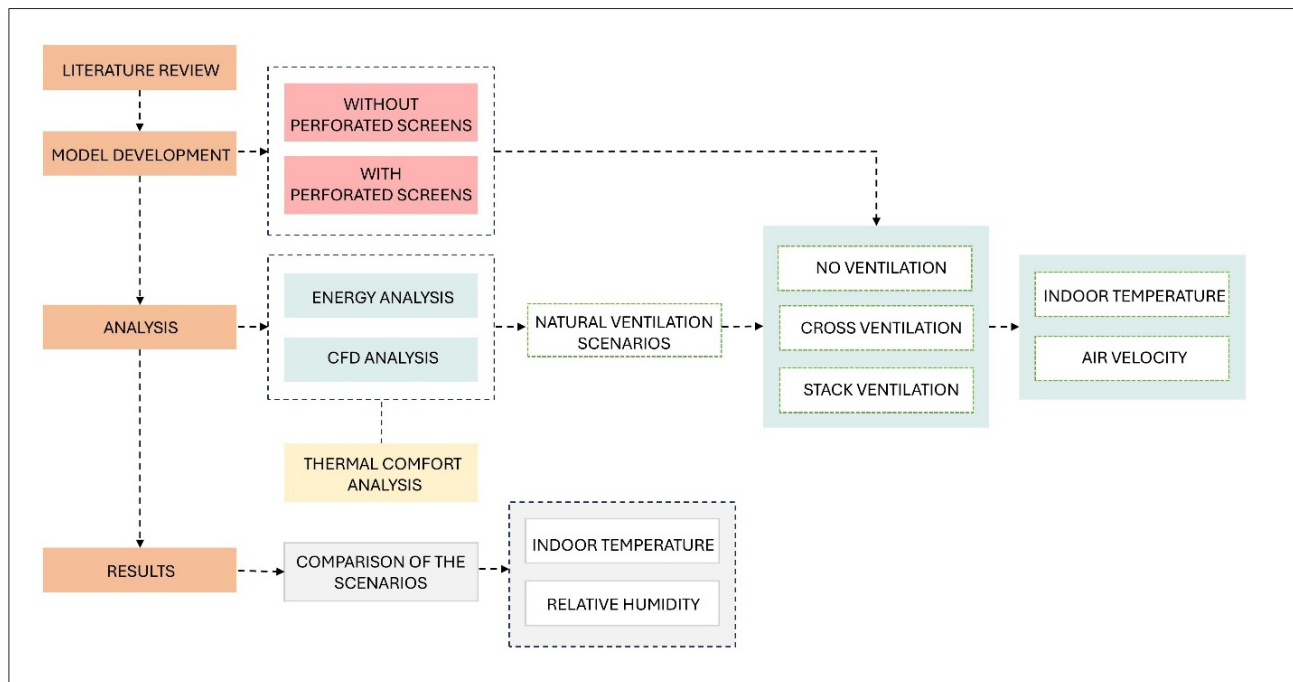 LITERATURE REVIEW
MODEL DEVELOPMENT
WITHOUT
PERFORATED SCREENS
WITH
PERFORATED SCREENS
ANALYSIS
ENERGY ANALYSIS
CFD ANALYSIS
THERMAL COMFORT
ANALYSIS
NATURAL VENTILATION
SCENARIOS
NO VENTILATION
CROSS VENTILATION
STACK VENTILATION
INDOOR TEMPERATURE
AIR VELOCITY
RESULTS
COMPARISON OF THE
SCENARIOS
INDOOR TEMPERATURE
RELATIVE HUMIDITY